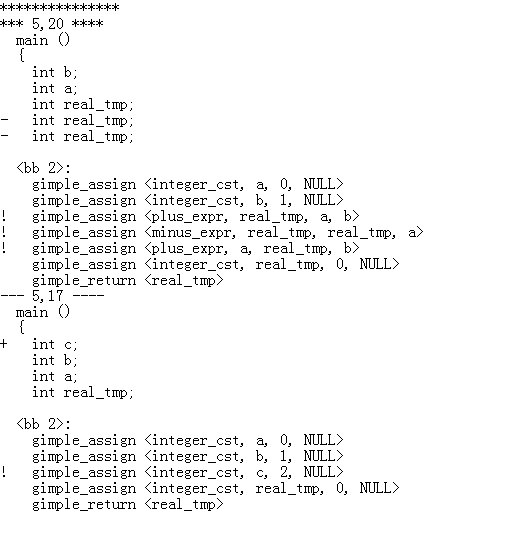 ***************
*** 5,20 ****
  main ()
  {
    int b;
    int a;
    int real_tmp;
-   int real_tmp;
-   int real_tmp;

  <bb 2>:
    gimple_assign <integer_cst, a, 0, NULL>
    gimple_assign <integer_cst, b, 1, NULL>
!   gimple_assign <plus_expr, real_tmp, a, b>
!   gimple_assign <minus_expr, real_tmp, real_tmp, a>
!   gimple_assign <plus_expr, a, real_tmp, b>
    gimple_assign <integer_cst, real_tmp, 0, NULL>
    gimple_return <real_tmp>
--- 5,17 ----
  main ()
  {
+   int c;
    int b;
    int a;
    int real_tmp;

  <bb 2>:
    gimple_assign <integer_cst, a, 0, NULL>
    gimple_assign <integer_cst, b, 1, NULL>
!   gimple_assign <integer_cst, c, 2, NULL>
    gimple_assign <integer_cst, real_tmp, 0, NULL>
    gimple_return <real_tmp>